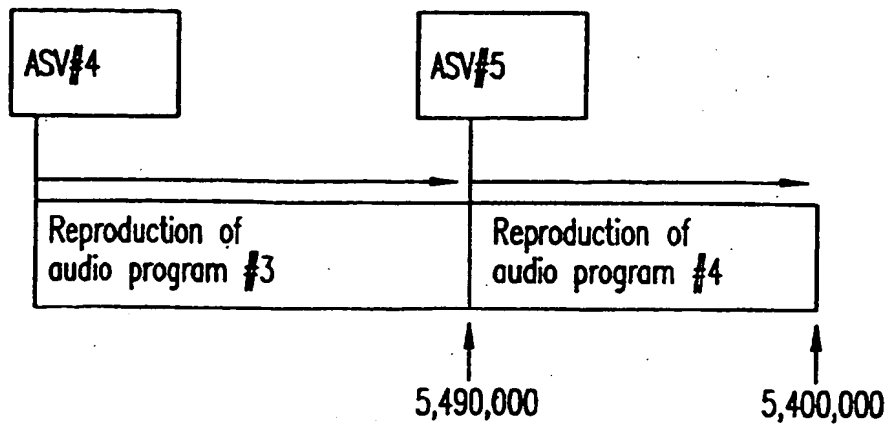 ASV#4
ASV#5
Reproduction of
audio program #3
Reproduction of
audio program #4
5,490,000
5,400,000